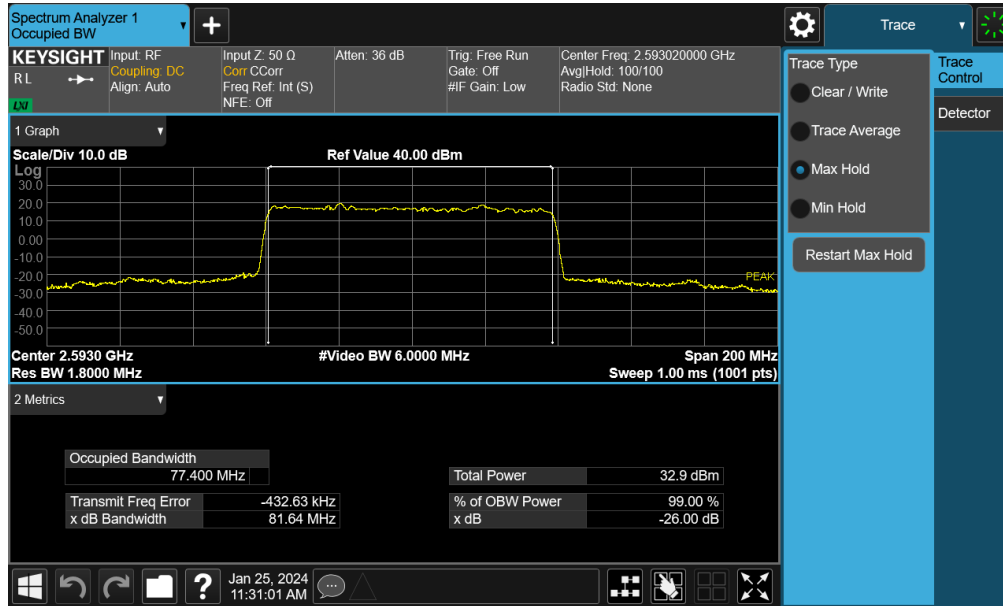 Spectrum Analyzer 1
Occupied BW
+
Trace
KEYSIGHT
R L
LXI
Input: RF
Coupling: DC
Align: Auto
Input Z: 50 Ω
Corr CCorr
Freq Ref: Int (S)
NFE: Off
Atten: 36 dB
Trig: Free Run
Gate: Off
#IF Gain: Low
Center Freq: 2.593020000 GHz
Avg|Hold: 100/100
Radio Std: None
Trace Type
Clear / Write
Trace Average
Max Hold
Min Hold
Restart Max Hold
Trace
Control
Detector
1 Graph
Scale/Div 10.0 dB
Ref Value 40.00 dBm
Log
30.0
20.0
10.0
0.00
-10.0
-20.0
-30.0
-40.0
-50.0
PEAK
Center 2.5930 GHz
#Video BW 6.0000 MHz
Span 200 MHz
Res BW 1.8000 MHz
Sweep 1.00 ms (1001 pts)
2 Metrics
Occupied Bandwidth
77.400 MHz
Total Power 32.9 dBm
Transmit Freq Error -432.63 kHz
% of OBW Power 99.00 %
x dB Bandwidth 81.64 MHz
x dB -26.00 dB
?
Jan 25, 2024
11:31:01 AM